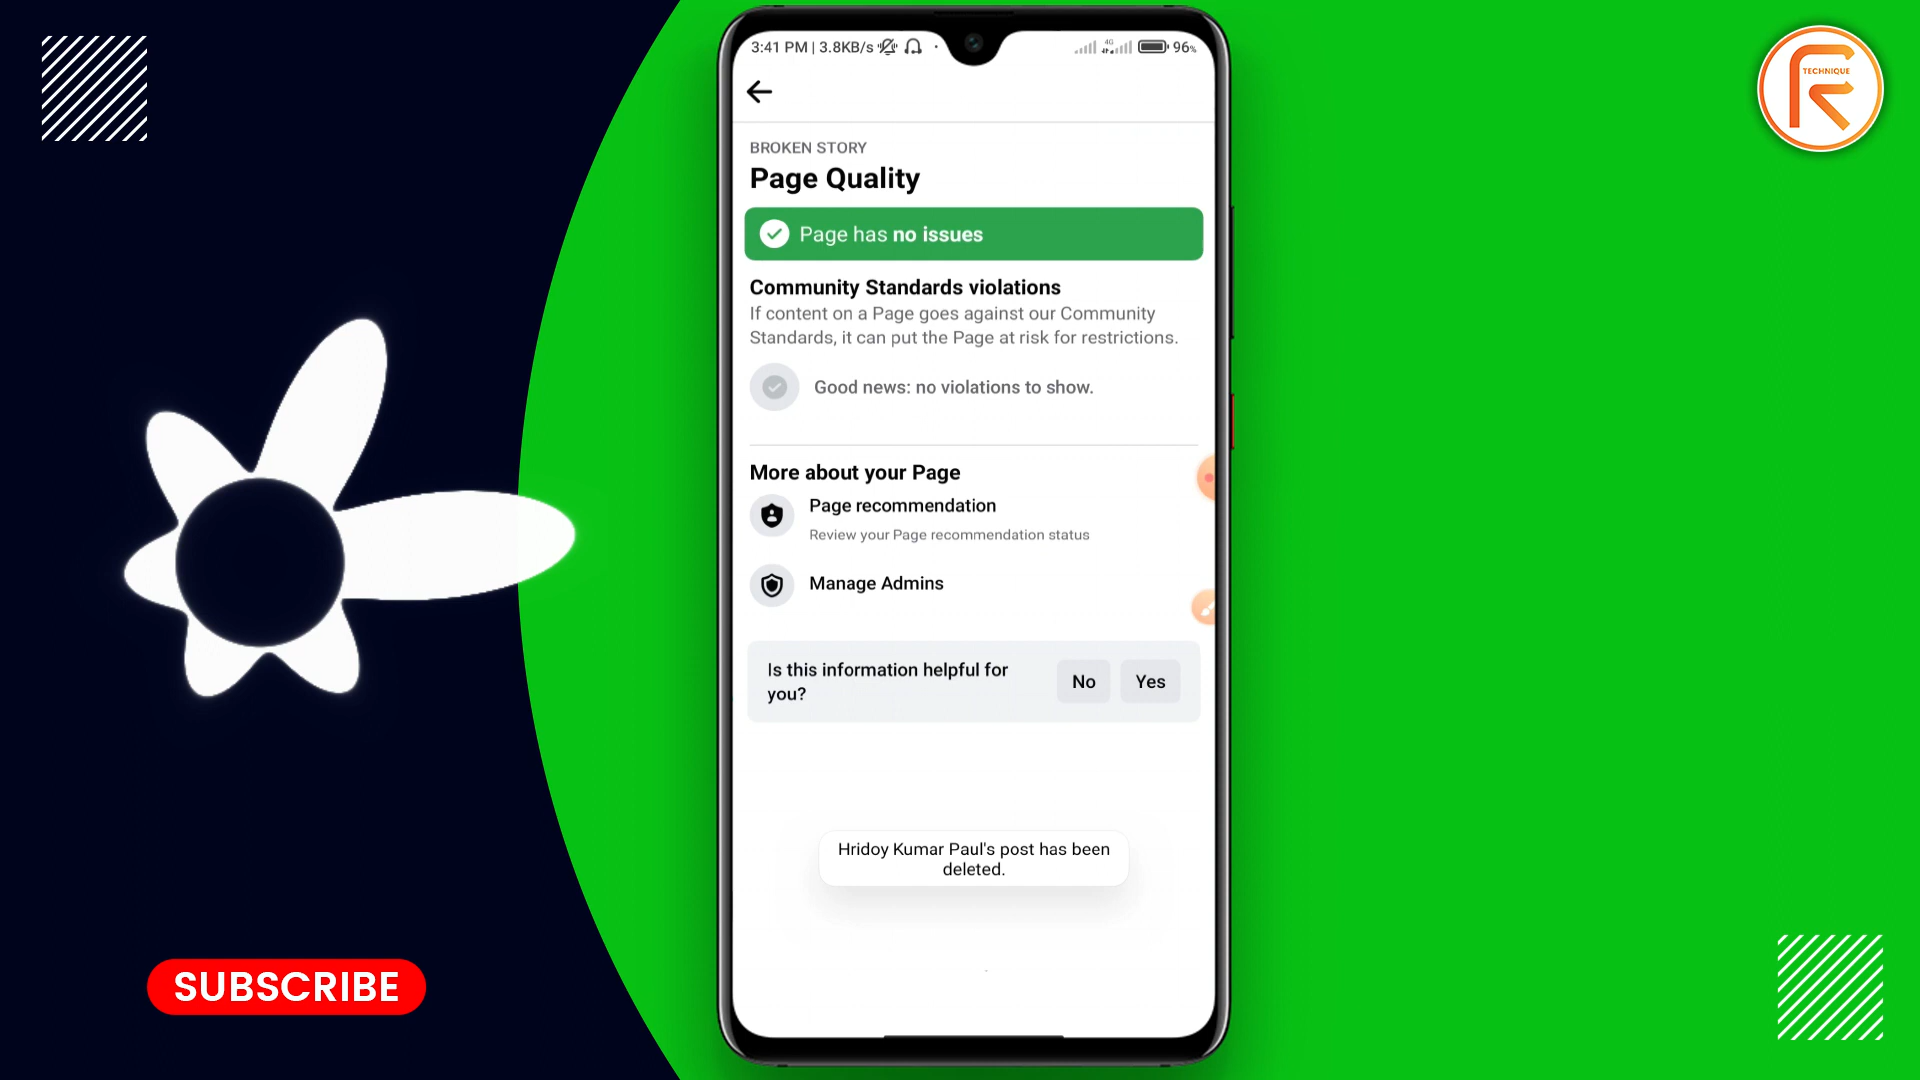 3:41 PM | 3.8KB/s
4G
96%
TECHNIQUE
BROKEN STORY
Page Quality
Page has no issues
Community Standards violations
If content on a Page goes against our Community
Standards, it can put the Page at risk for restrictions.
Good news: no violations to show.
More about your Page
Page recommendation
Review your Page recommendation status
Manage Admins
Is this information helpful for
you?
No
Yes
Hridoy Kumar Paul's post has been
deleted.
SUBSCRIBE